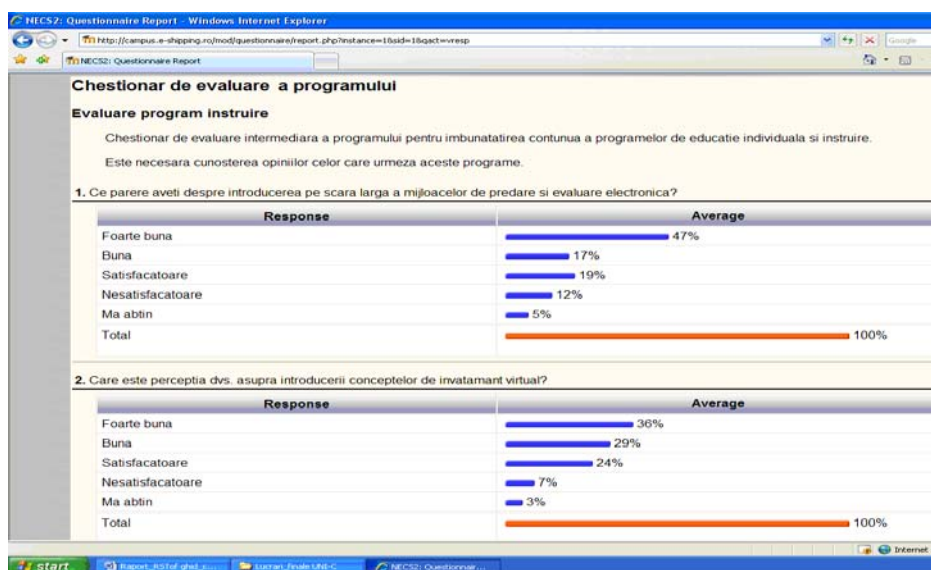 NECS2: Questionnaire Report - Windows Internet Explorer
http://campus.e-shipping.ro/mod/questionnaire/report.php?instance=1&sid=1&qact=vresp
Google
NECS2: Questionnaire Report
Chestionar de evaluare a programului
Evaluare program instruire
Chestionar de evaluare intermediara a programului pentru imbunatatirea contunua a programelor de educatie individuala si instruire.
Este necesara cunosterea opiniilor celor care urmeza aceste programe.
1. Ce parere aveti despre introducerea pe scara larga a mijloacelor de predare si evaluare electronica?
Response Average
Foarte buna 47%
Buna 17%
Satisfacatoare 19%
Nesatisfacatoare 12%
Ma abtin 5%
Total 100%
2. Care este perceptia dvs. asupra introducerii conceptelor de invatamant virtual?
Response Average
Foarte buna 36%
Buna 29%
Satisfacatoare 24%
Nesatisfacatoare 7%
Ma abtin 3%
Total 100%
Internet
start NECS2: Questionnair...